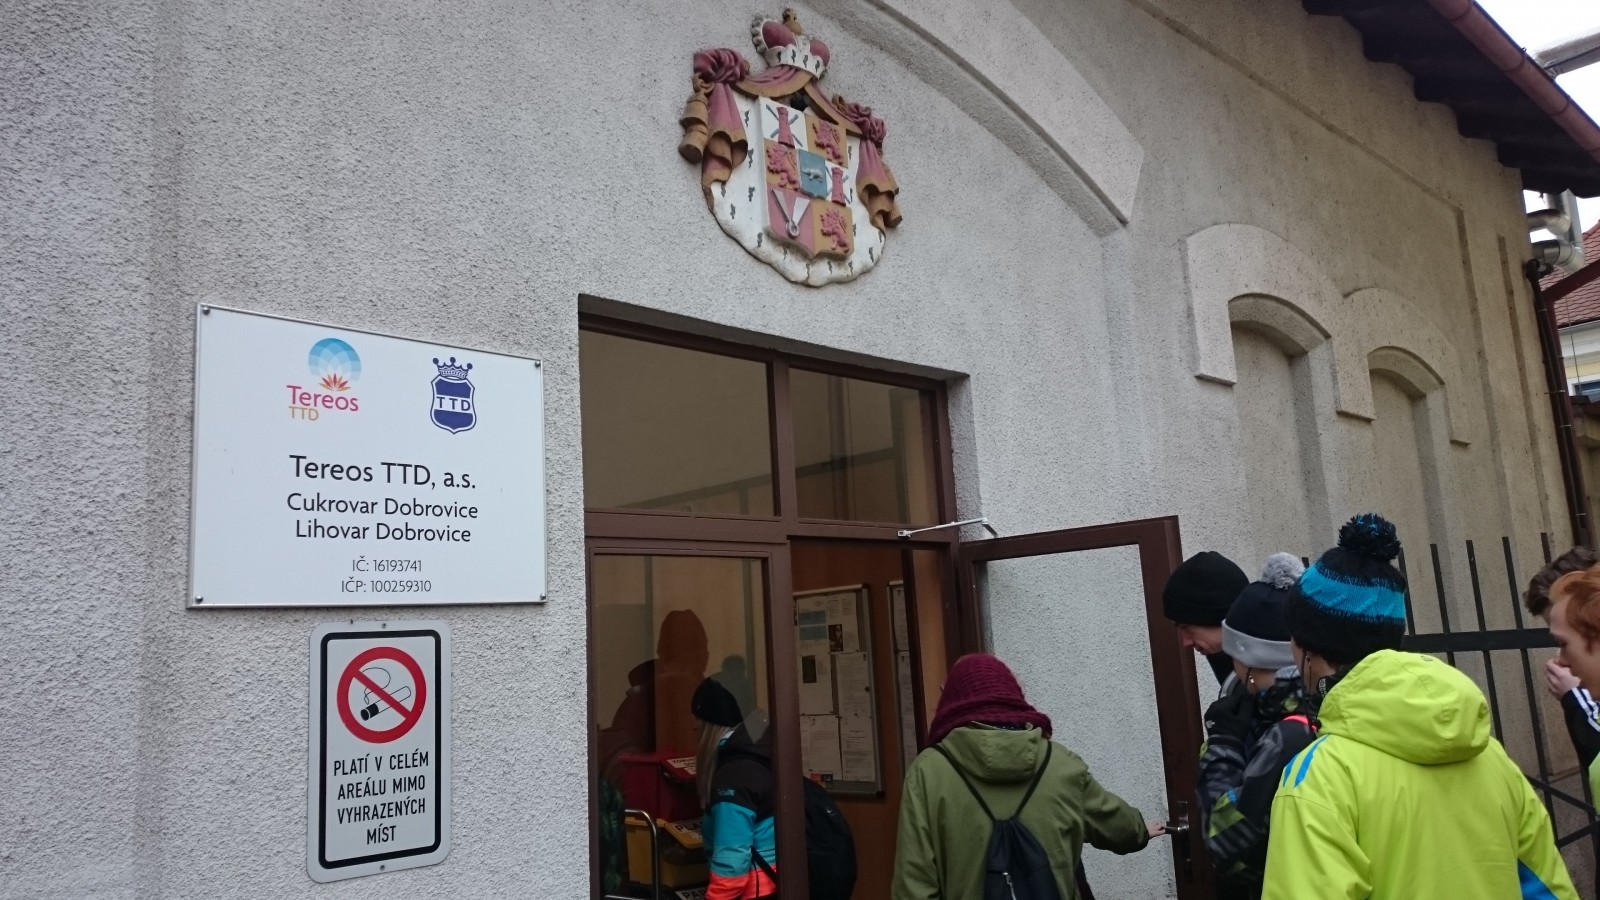 Tereos
TTD
TTD
Tereos TTD, a.s.
Cukrovar Dobrovice
Lihovar Dobrovice
IČ: 16193741
IČP: 100259310
PLATÍ V CELÉM
AREÁLU MIMO
VYHRAZENÝCH
MÍST